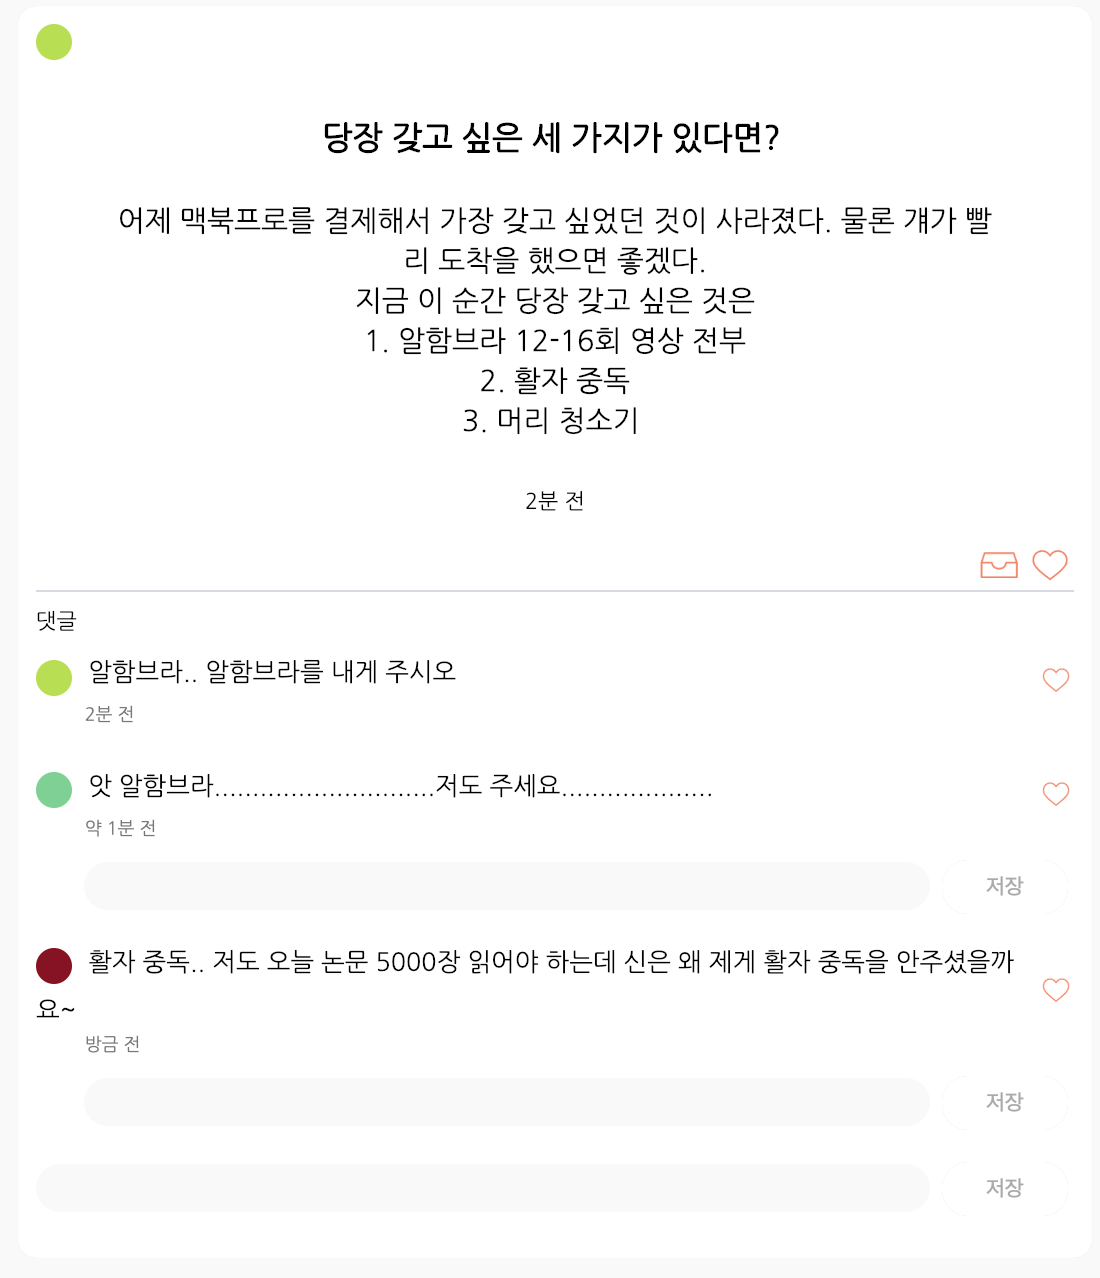 당장 갖고 싶은 세 가지가 있다면?
어제 맥북프로를 결제해서 가장 갖고 싶었던 것이 사라졌다. 물론 걔가 빨
리 도착을 했으면 좋겠다.
지금 이 순간 당장 갖고 싶은 것은
1. 알함브라 12-16회 영상 전부
2. 활자 중독
3. 머리 청소기
2분 전
댓글
알함브라.. 알함브라를 내게 주시오
2분 전
앗 알함브라.............................저도 주세요....................
약 1분 전
저장
활자 중독.. 저도 오늘 논문 5000장 읽어야 하는데 신은 왜 제게 활자 중독을 안주셨을까
요~
방금 전
저장
저장